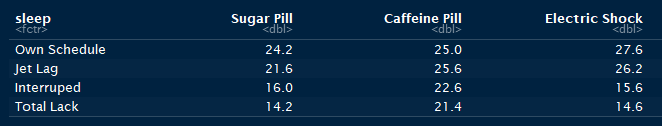 sleep Sugar Pill Caffeine Pill Electric Shock
<fctr> <dbl> <dbl> <dbl>
Own Schedule 24.2 25.0 27.6
Jet Lag 21.6 25.6 26.2
Interruped 16.0 22.6 15.6
Total Lack 14.2 21.4 14.6